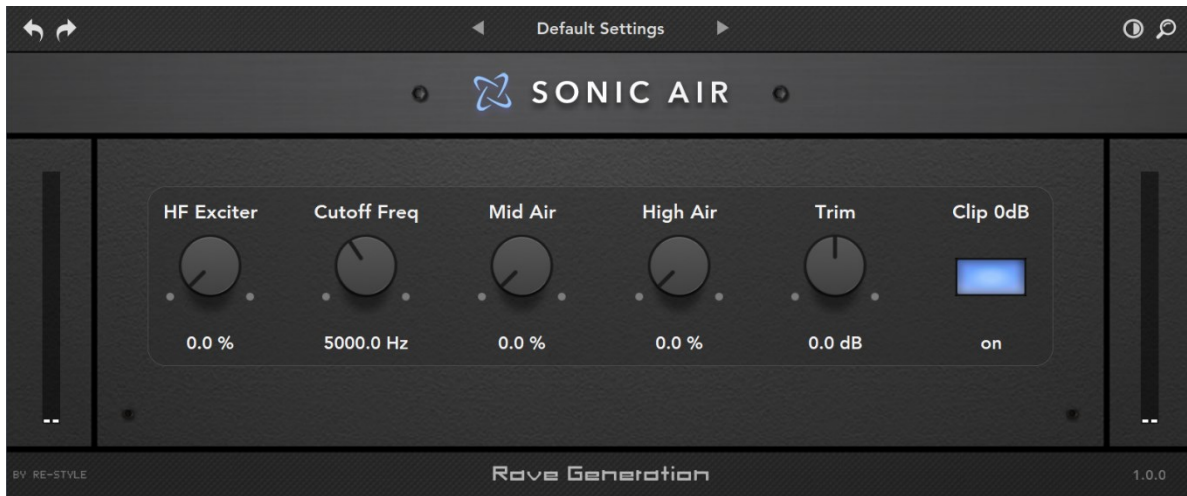 Default Settings
SONIC AIR
HF Exciter Cutoff Freq Mid Air High Air Trim Clip 0dB
0.0 % 5000.0 Hz 0.0 % 0.0 % 0.0 dB on
-- --
BY RE-STYLE Rave Generation 1.0.0